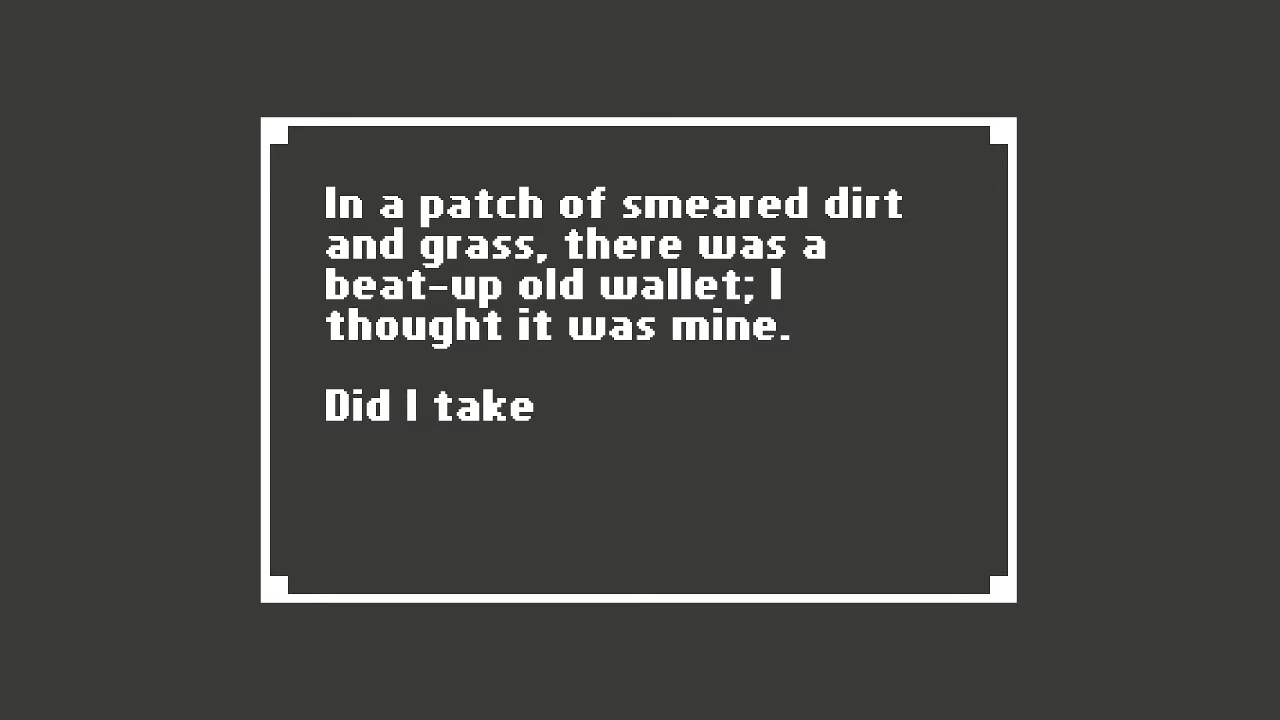 In a patch of smeared dirt
and grass, there was a
beat-up old wallet; I
thought it was mine.
Did I take